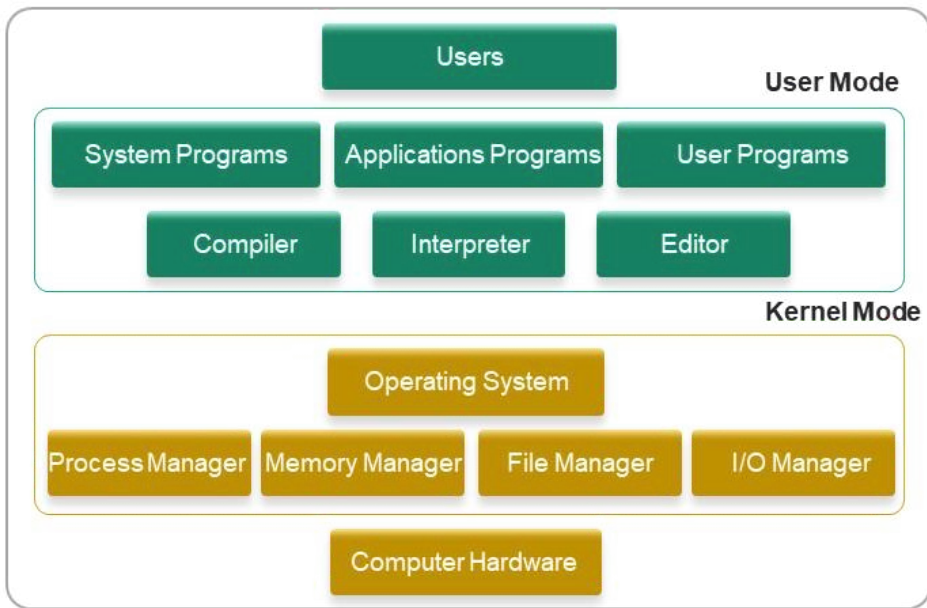 Users
User Mode
System Programs
Applications Programs
User Programs
Compiler
Interpreter
Editor
Kernel Mode
Operating System
Process Manager
Memory Manager
File Manager
I/O Manager
Computer Hardware